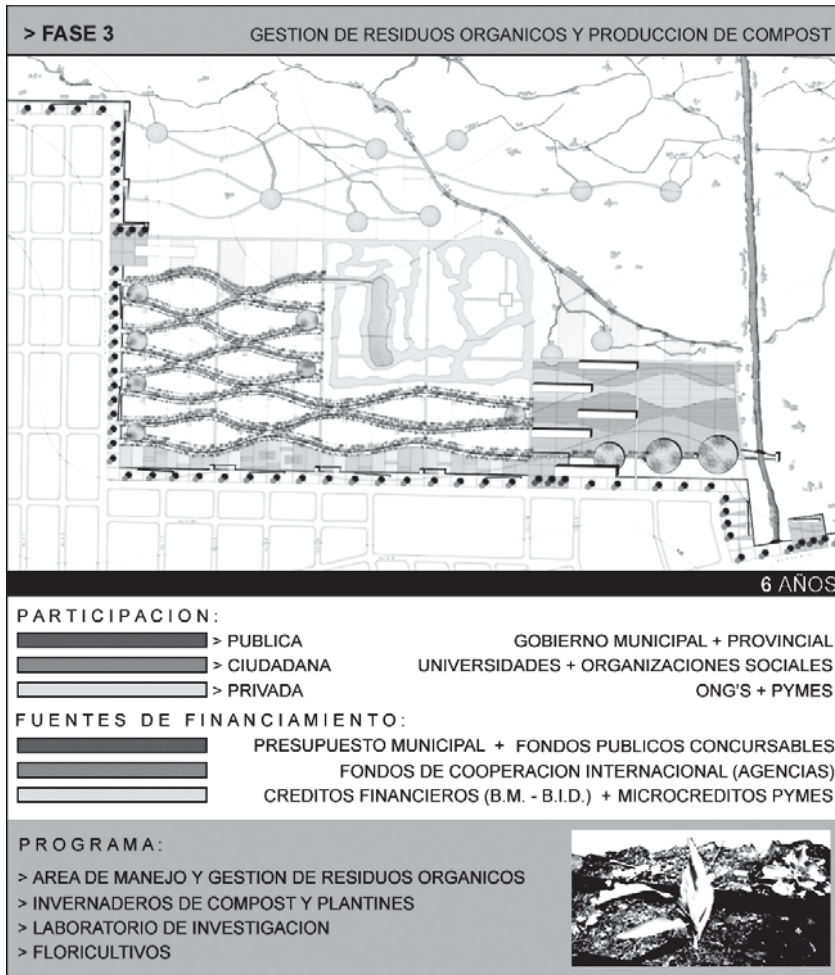 > FASE 3 GESTION DE RESIDUOS ORGANICOS Y PRODUCCION DE COMPOST
6 AÑOS
PARTICIPACION:
> PUBLICA GOBIERNO MUNICIPAL + PROVINCIAL
> CIUDADANA UNIVERSIDADES + ORGANIZACIONES SOCIALES
> PRIVADA ONG'S + PYMES
FUENTES DE FINANCIAMIENTO:
PRESUPUESTO MUNICIPAL + FONDOS PUBLICOS CONCURSABLES
FONDOS DE COOPERACION INTERNACIONAL (AGENCIAS)
CREDITOS FINANCIEROS (B.M. - B.I.D.) + MICROCREDITOS PYMES
PROGRAMA:
> AREA DE MANEJO Y GESTION DE RESIDUOS ORGANICOS
> INVERNADEROS DE COMPOST Y PLANTINES
> LABORATORIO DE INVESTIGACION
> FLORICULTIVOS